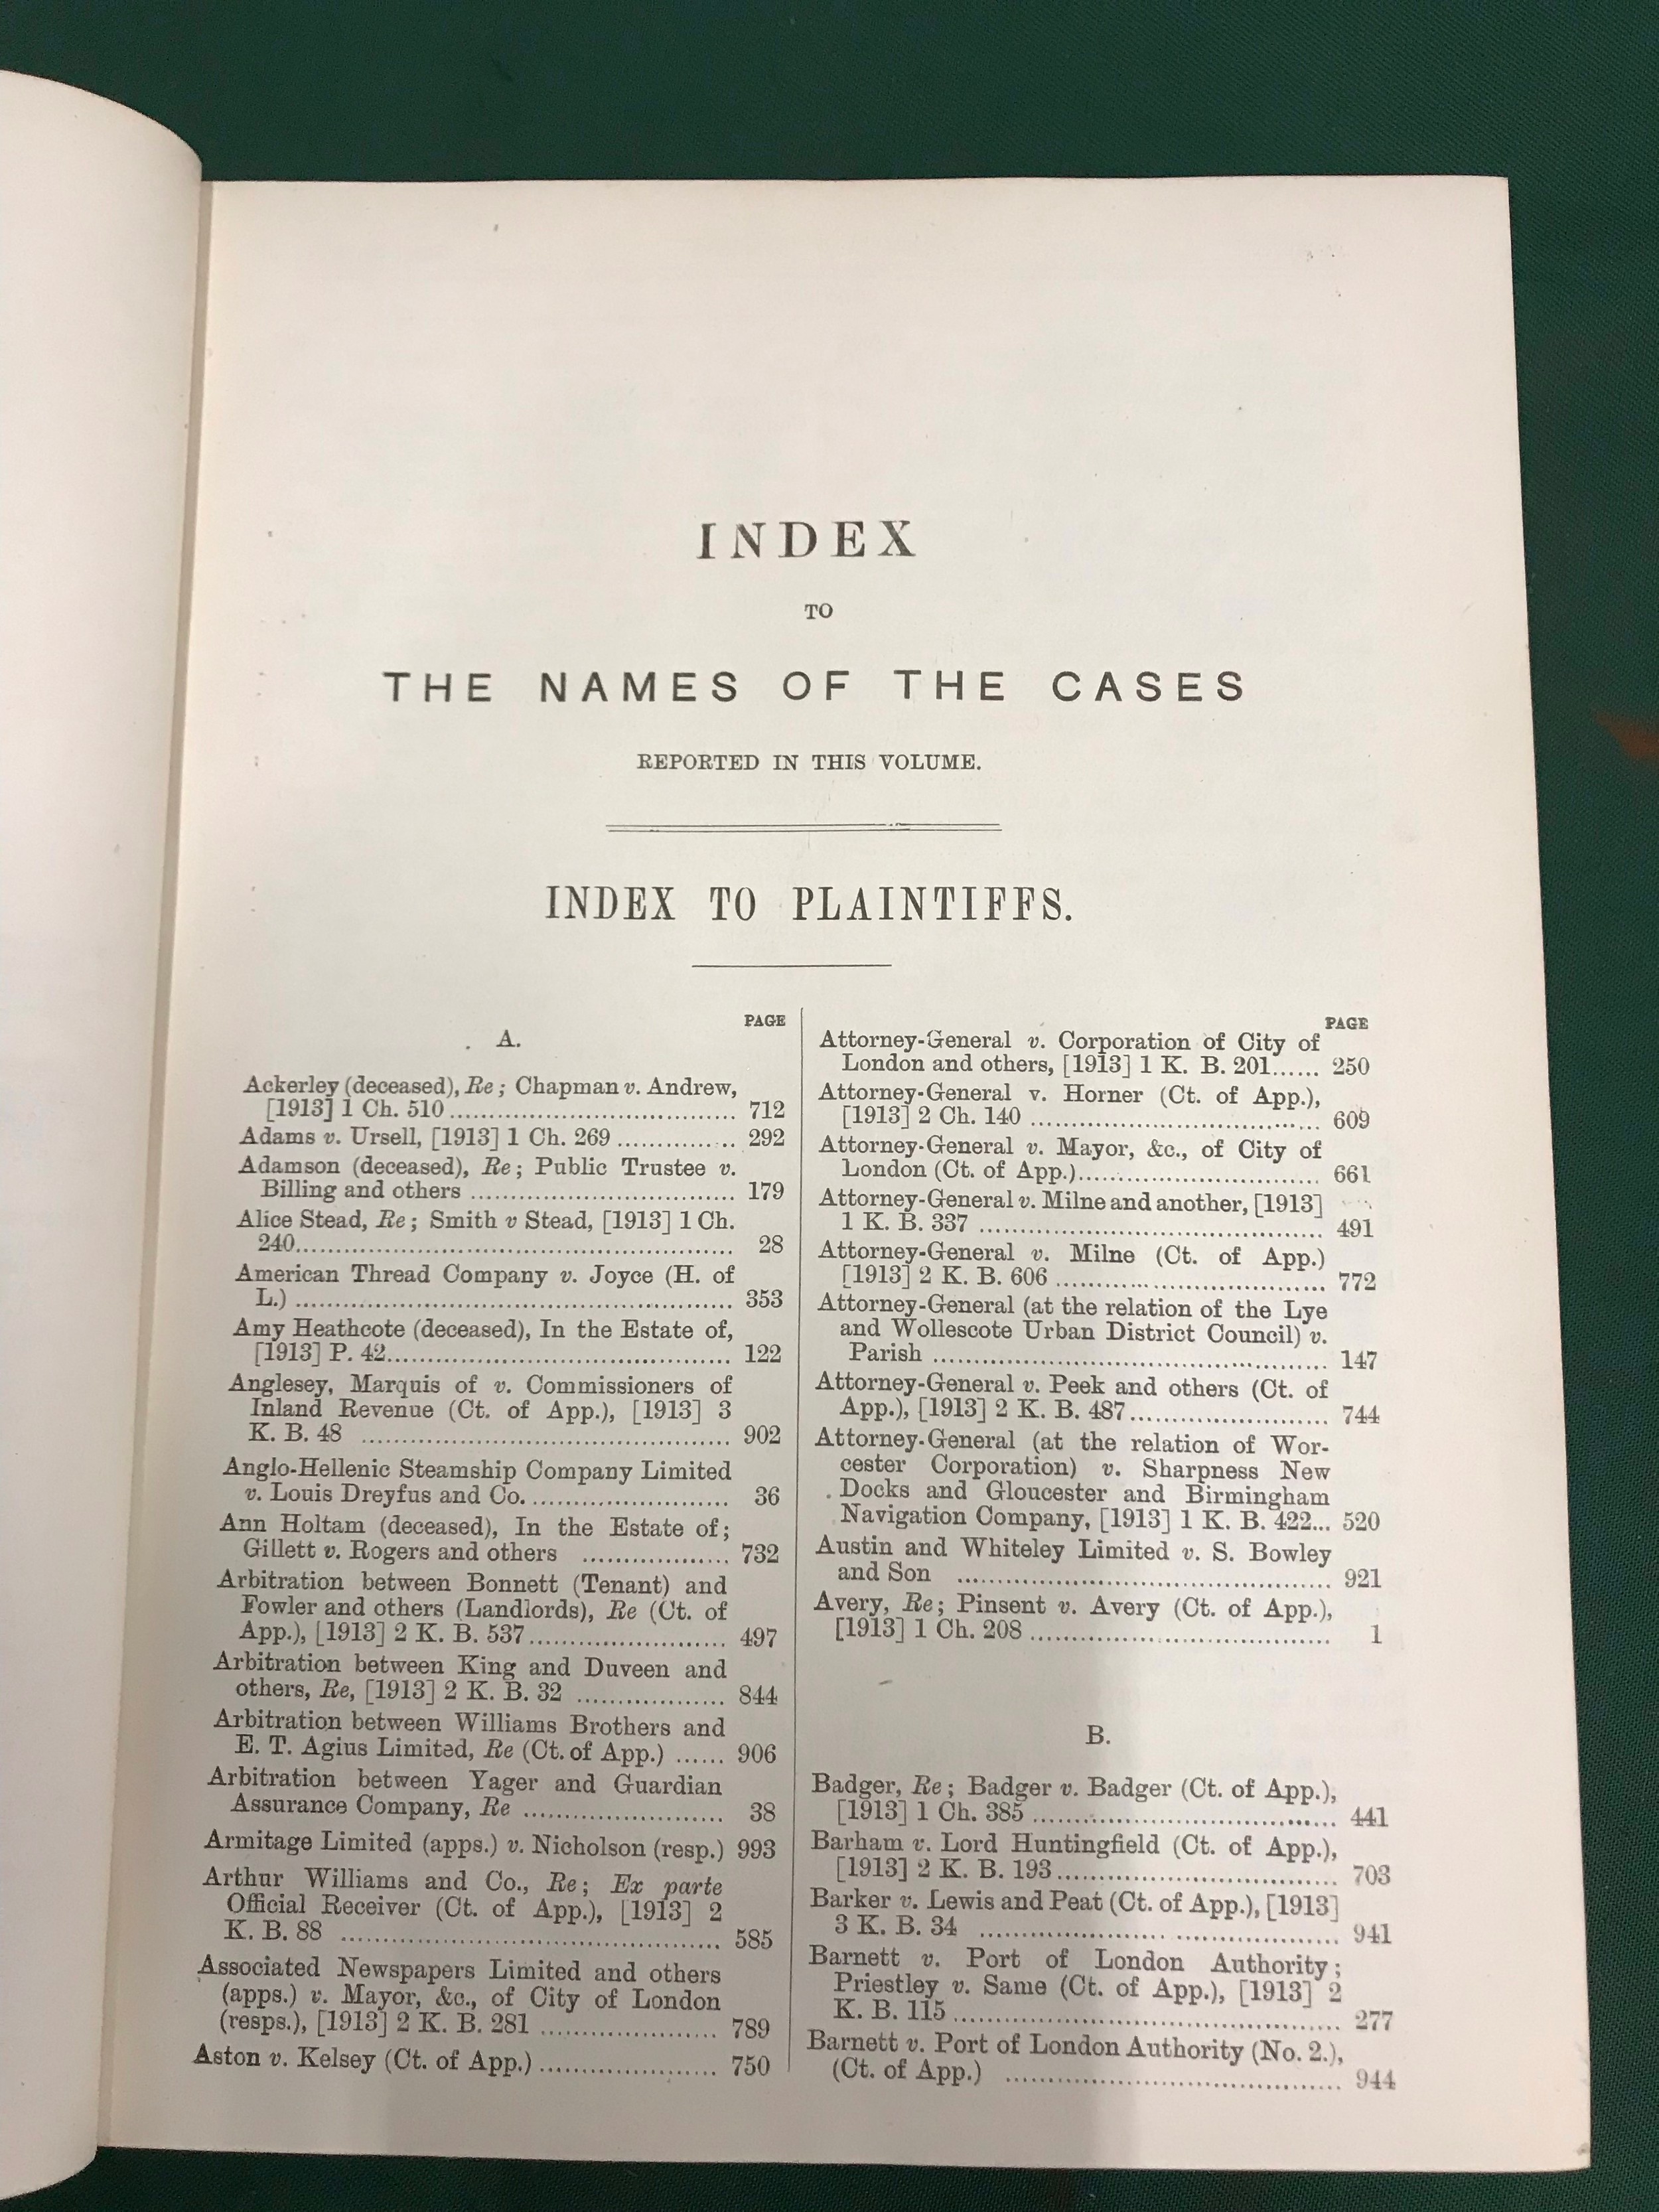 INDEX
TO
THE NAMES OF THE CASES
REPORTED IN THIS VOLUME.
INDEX TO PLAINTIFFS.
PAGE
A.
Ackerley (deceased), Re; Chapman v. Andrew,
[1913] 1 Ch. 510 .................................... 712
Adams v. Ursell, [1913] 1 Ch. 269 ............... 292
Adamson (deceased), Re; Public Trustee v.
Billing and others .................................. 179
Alice Stead, Re; Smith v Stead, [1913] 1 Ch.
240....................................................... 28
American Thread Company v. Joyce (H. of
L.) ....................................................... 353
Amy Heathcote (deceased), In the Estate of,
[1913] P. 42............................................ 122
Anglesey, Marquis of v. Commissioners of
Inland Revenue (Ct. of App.), [1913] 3
K. B. 48 ............................................... 902
Anglo-Hellenic Steamship Company Limited
v. Louis Dreyfus and Co. ......................... 36
Ann Holtam (deceased), In the Estate of;
Gillett v. Rogers and others ................... 732
Arbitration between Bonnett (Tenant) and
Fowler and others (Landlords), Re (Ct. of
App.), [1913] 2 K. B. 537......................... 497
Arbitration between King and Duveen and
others, Re, [1913] 2 K. B. 32 ................... 844
Arbitration between Williams Brothers and
E. T. Agius Limited, Re (Ct. of App.) ...... 906
Arbitration between Yager and Guardian
Assurance Company, Re ......................... 38
Armitage Limited (apps.) v. Nicholson (resp.) 993
Arthur Williams and Co., Re; Ex parte
Official Receiver (Ct. of App.), [1913] 2
K. B. 88 ................................................ 585
Associated Newspapers Limited and others
(apps.) v. Mayor, &c., of City of London
(resps.), [1913] 2 K. B. 281 ...................... 789
Aston v. Kelsey (Ct. of App.) ...................... 750
PAGE
Attorney-General v. Corporation of City of
London and others, [1913] 1 K. B. 201...... 250
Attorney-General v. Horner (Ct. of App.),
[1913] 2 Ch. 140 ..................................... 609
Attorney-General v. Mayor, &c., of City of
London (Ct. of App.)............................... 661
Attorney-General v. Milne and another, [1913]
1 K. B. 337 ............................................ 491
Attorney-General v. Milne (Ct. of App.)
[1913] 2 K. B. 606 .................................. 772
Attorney-General (at the relation of the Lye
and Wollescote Urban District Council) v.
Parish .................................................. 147
Attorney-General v. Peek and others (Ct. of
App.), [1913] 2 K. B. 487......................... 744
Attorney-General (at the relation of Wor-
cester Corporation) v. Sharpness New
Docks and Gloucester and Birmingham
Navigation Company, [1913] 1 K. B. 422... 520
Austin and Whiteley Limited v. S. Bowley
and Son ............................................... 921
Avery, Re; Pinsent v. Avery (Ct. of App.),
[1913] 1 Ch. 208 ...................................... 1
B.
Badger, Re; Badger v. Badger (Ct. of App.),
[1913] 1 Ch. 385 ...................................... 441
Barham v. Lord Huntingfield (Ct. of App.),
[1913] 2 K. B. 193................................... 703
Barker v. Lewis and Peat (Ct. of App.), [1913]
3 K. B. 34 ............................................. 941
Barnett v. Port of London Authority;
Priestley v. Same (Ct. of App.), [1913] 2
K. B. 115................................................ 277
Barnett v. Port of London Authority (No. 2.),
(Ct. of App.) .......................................... 944